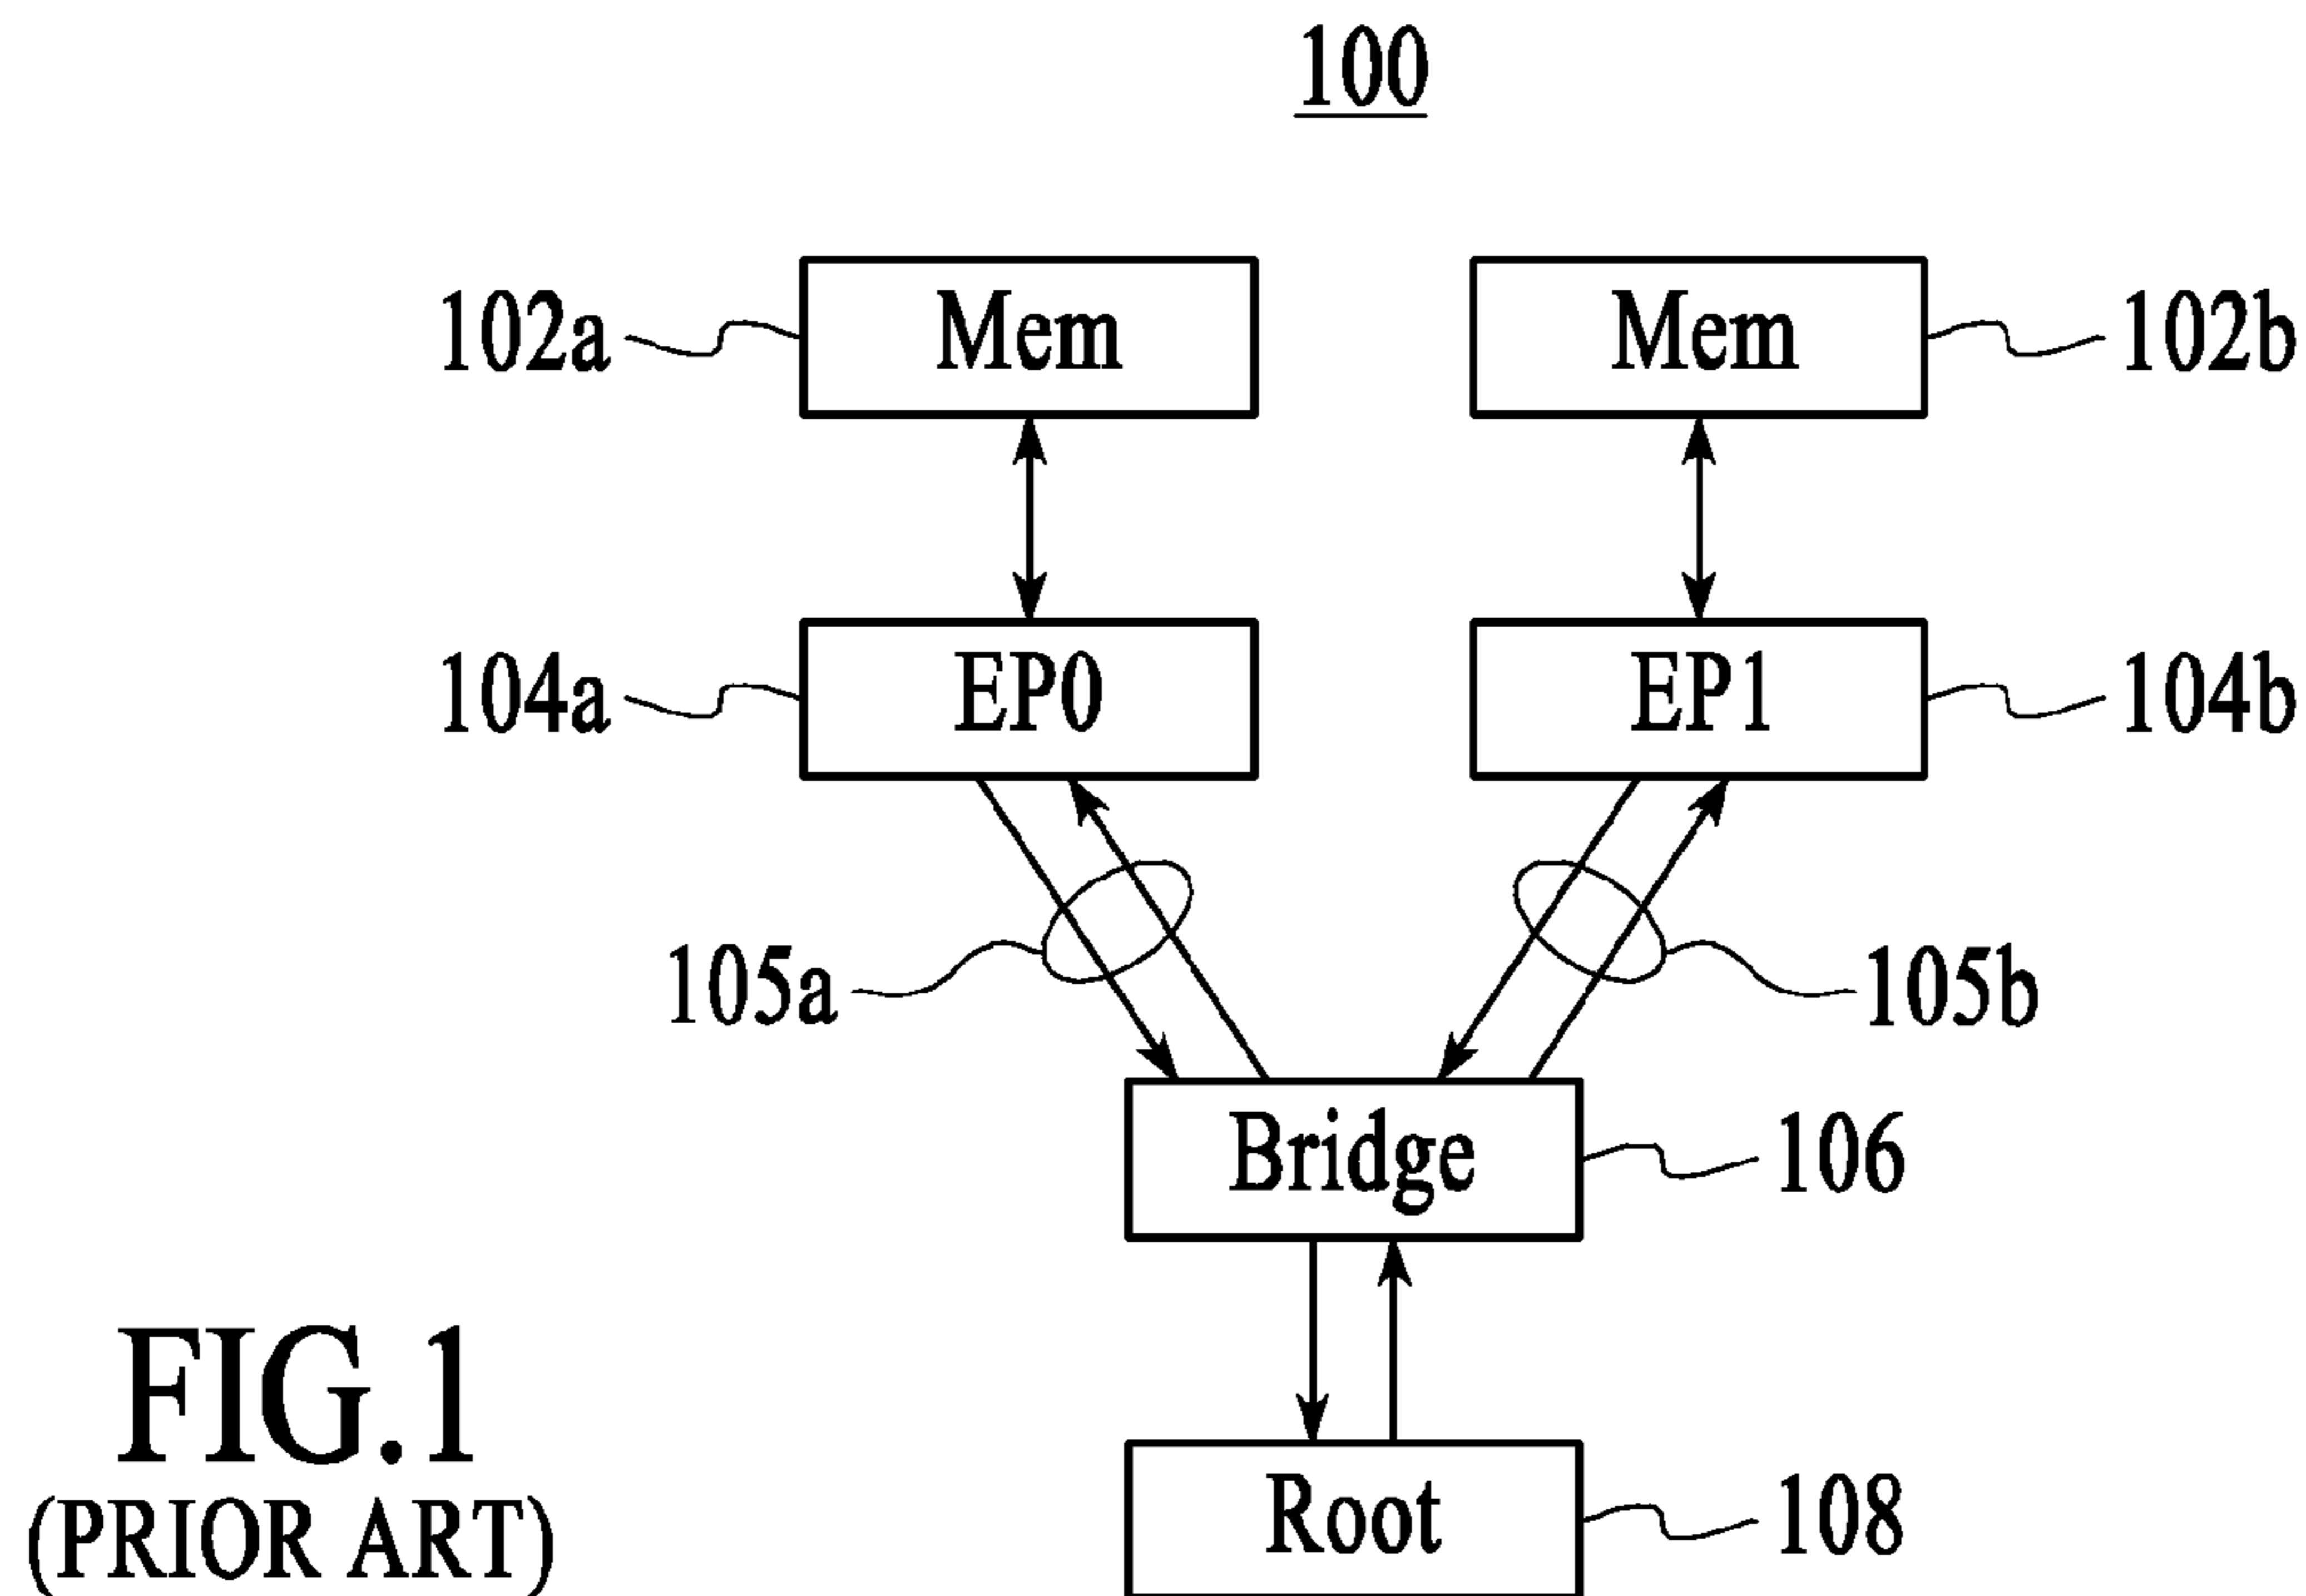 100
102a Mem Mem 102b
104a EP0 EP1 104b
105a 105b
Bridge 106
Root 108
FIG.1
(PRIOR ART)